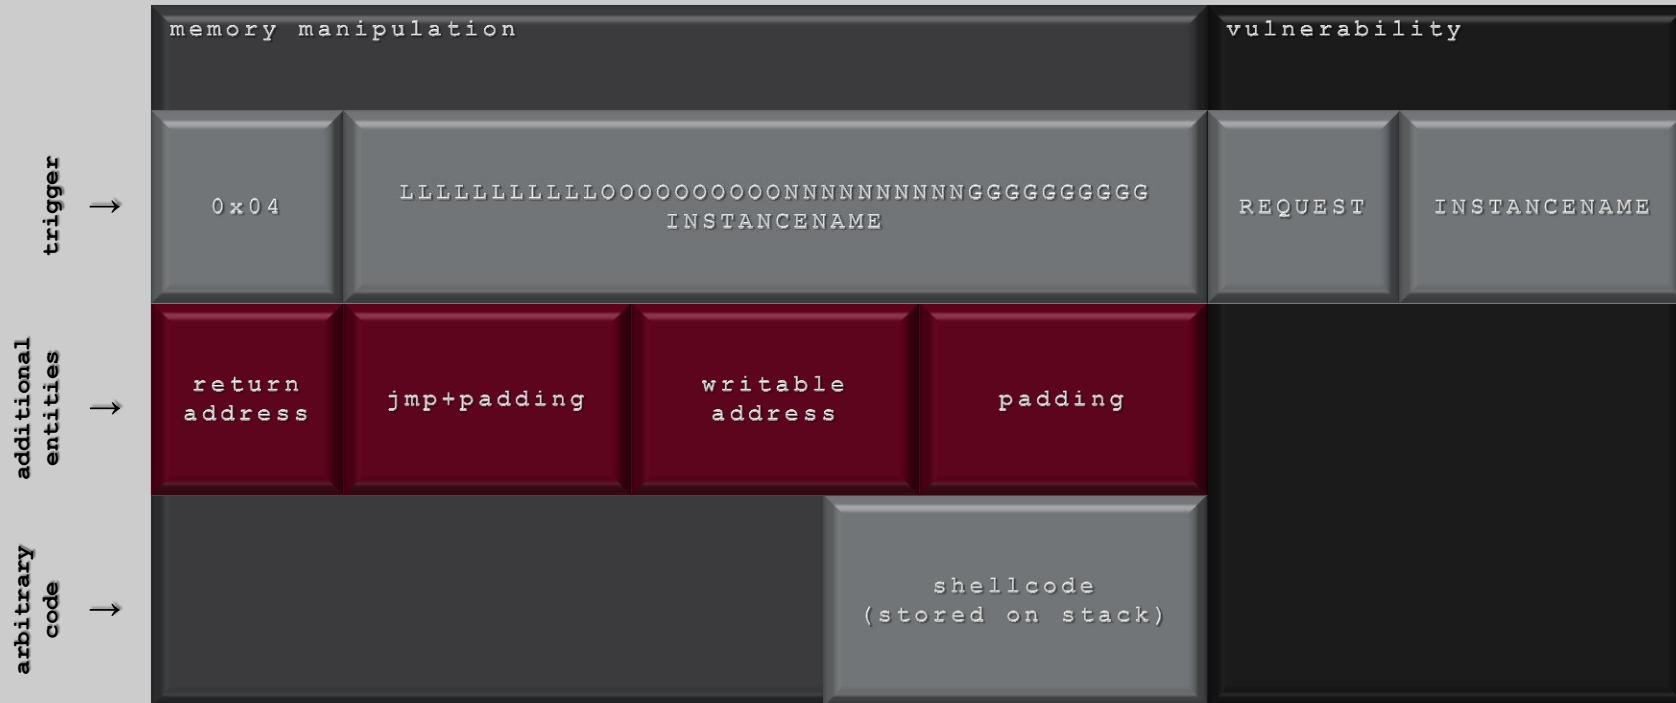 memory manipulation
vulnerability
trigger
→
0x04
LLLLLLLLLLLOOOOOOOOOONNNNNNNNNNGGGGGGGGGG
INSTANCENAME
REQUEST
INSTANCENAME
additional
entities
→
return
address
jmp+padding
writable
address
padding
arbitrary
code
→
shellcode
(stored on stack)